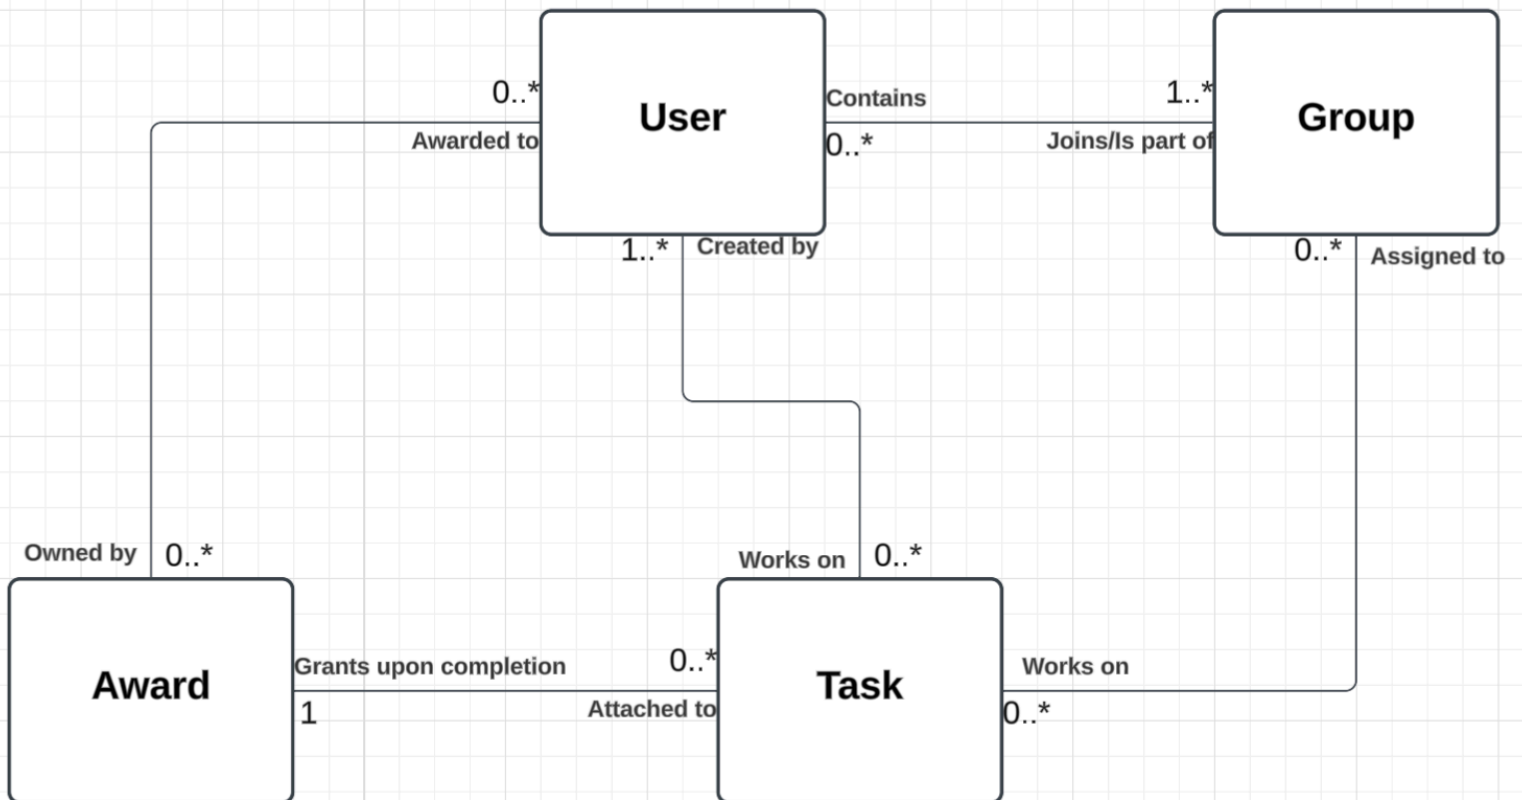 0..*
Contains
1..*
User
Group
Awarded to
0..*
Joins/Is part of
1..*
Created by
0..*
Assigned to
Owned by
0..*
Works on
0..*
Grants upon completion
0..*
Works on
Award
Task
1
Attached to
0..*